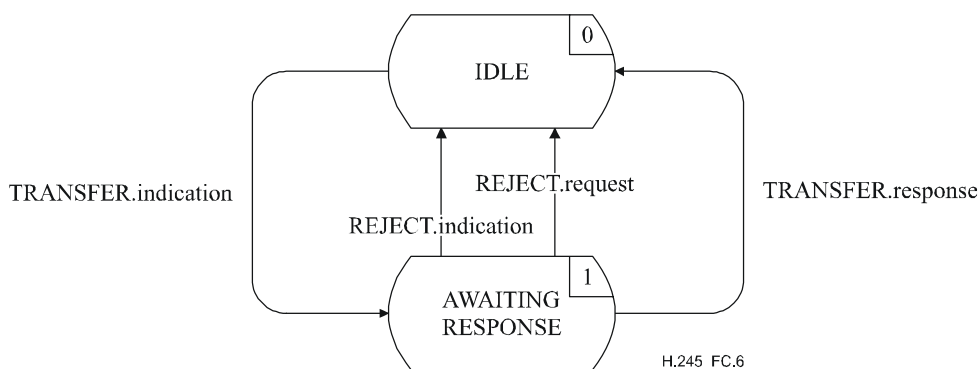 0
IDLE
TRANSFER.indication
REJECT.request
TRANSFER.response
REJECT.indication
1
AWAITING
RESPONSE
H.245 FC.6